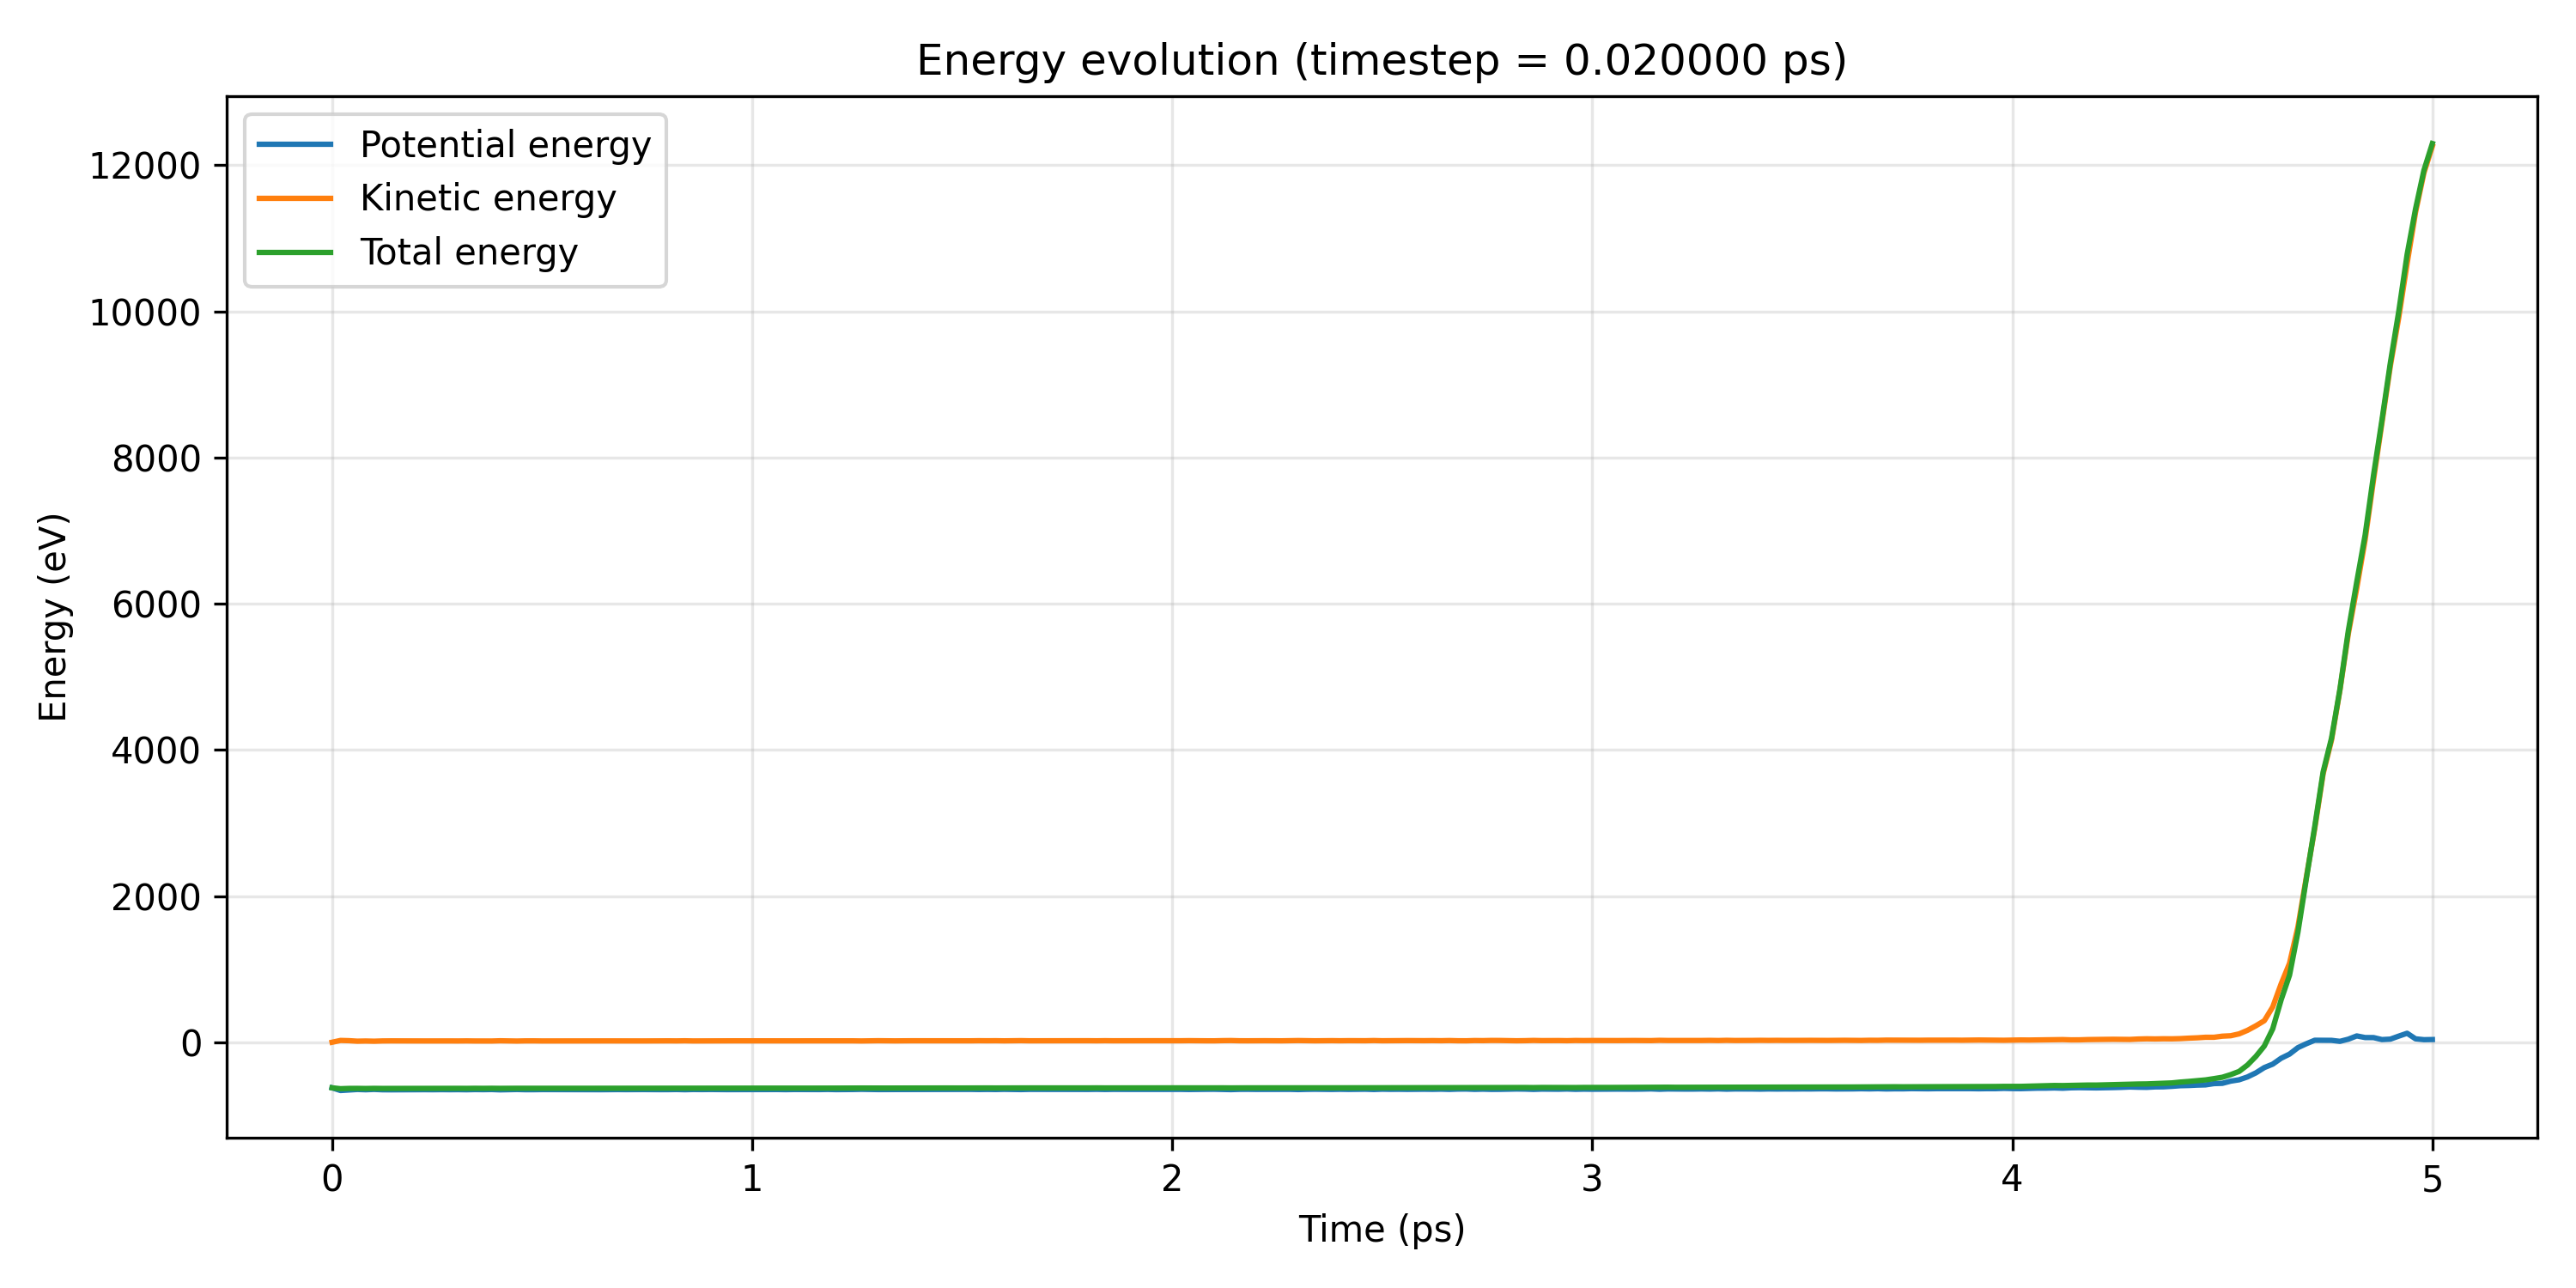 Energy evolution (timestep = 0.020000 ps)
Potential energy
Kinetic energy
Total energy
Energy (eV)
12000
10000
8000
6000
4000
2000
0
0 1 2 3 4 5
Time (ps)